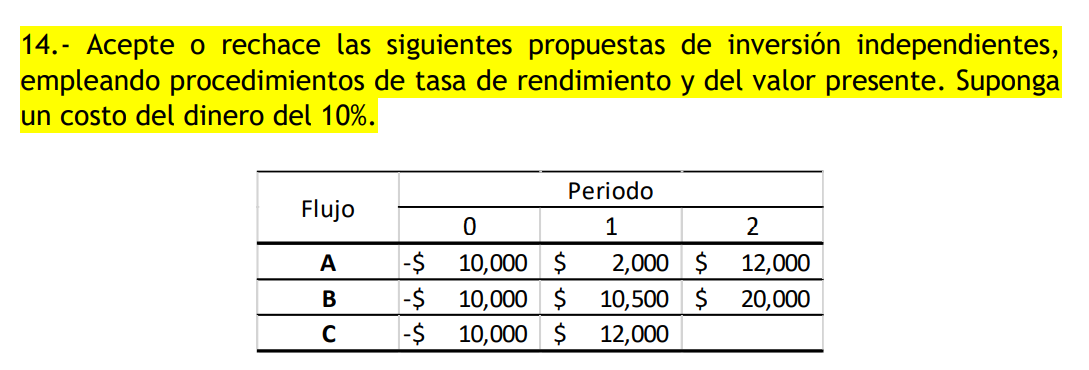 14.- Acepte o rechace las siguientes propuestas de inversión independientes,
empleando procedimientos de tasa de rendimiento y del valor presente. Suponga
un costo del dinero del 10%.
Flujo Periodo
0 1 2
A -$ 10,000 $ 2,000 $ 12,000
B -$ 10,000 $ 10,500 $ 20,000
C -$ 10,000 $ 12,000